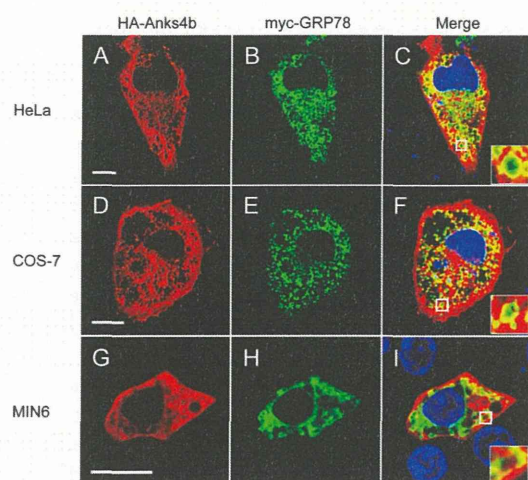 HA-Anks4b myc-GRP78 Merge
HeLa A B C
COS-7 D E F
MIN6 G H I